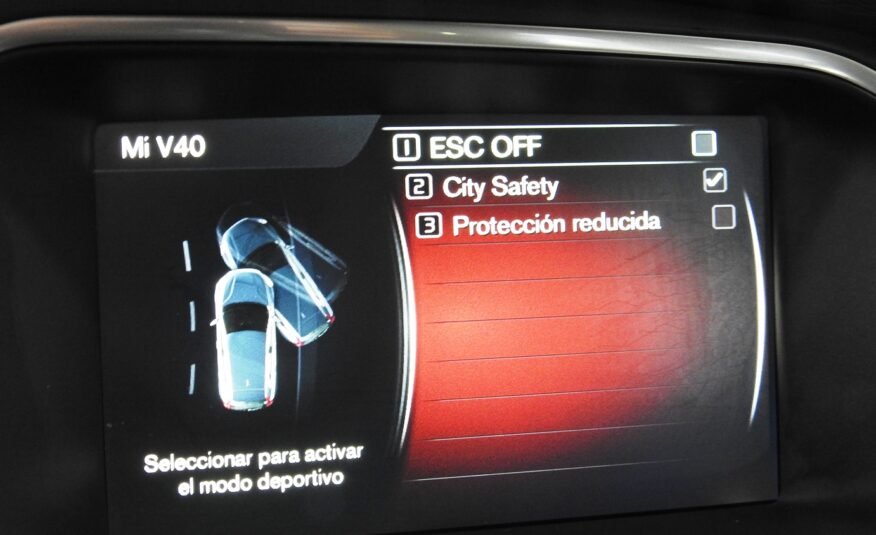 Mi V40
1 ESC OFF
2 City Safety
3 Protección reducida
Seleccionar para activar
el modo deportivo